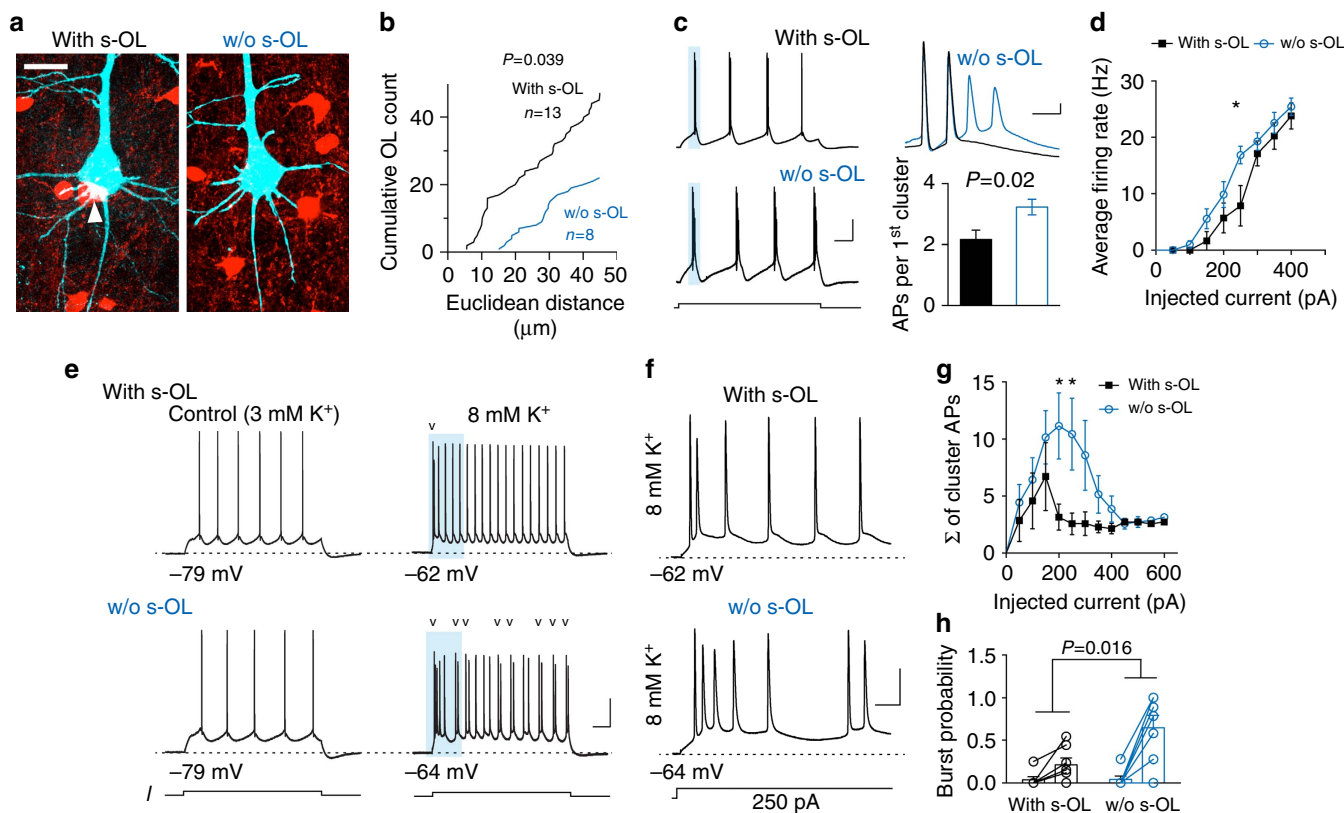 a
With s-OL
w/o s-OL
b
P=0.039
With s-OL
n=13
w/o s-OL
n=8
Cumulative OL count
40
20
0
0 10 20 30 40 50
Euclidean distance
(μm)
c
With s-OL
w/o s-OL
w/o s-OL
P=0.02
APs per 1st cluster
4
2
0
d
With s-OL
w/o s-OL
*
Average firing rate (Hz)
30
20
10
0
0 200 400
Injected current (pA)
e
With s-OL
Control (3 mM K+)
8 mM K+
v
–79 mV
–62 mV
w/o s-OL
v v v v v v v v
–79 mV
–64 mV
I
f
With s-OL
8 mM K+
–62 mV
w/o s-OL
8 mM K+
–64 mV
250 pA
g
With s-OL
w/o s-OL
* *
Σ of cluster APs
15
10
5
0
0 200 400 600
Injected current (pA)
h
P=0.016
Burst probability
1.5
1.0
0.5
0.0
With s-OL
w/o s-OL